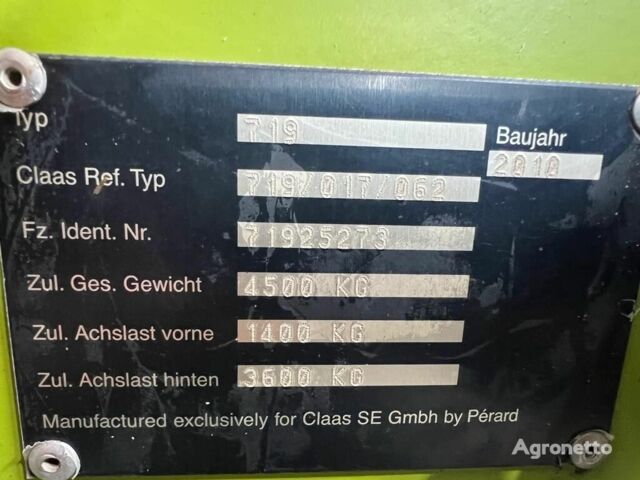 Typ 719 Baujahr
2010
Claas Ref. Typ 719/017/062
Fz. Ident. Nr. 71925273
Zul. Ges. Gewicht 4500 KG
Zul. Achslast vorne 1400 KG
Zul. Achslast hinten 3600 KG
Manufactured exclusively for Claas SE Gmbh by Pérard
Agronetto